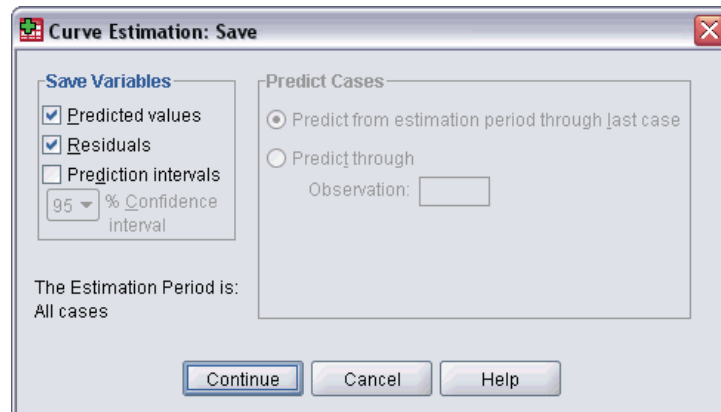 Curve Estimation: Save
Save Variables
Predicted values
Residuals
Prediction intervals
95 % Confidence
interval
The Estimation Period is:
All cases
Predict Cases
Predict from estimation period through last case
Predict through
Observation:
Continue
Cancel
Help